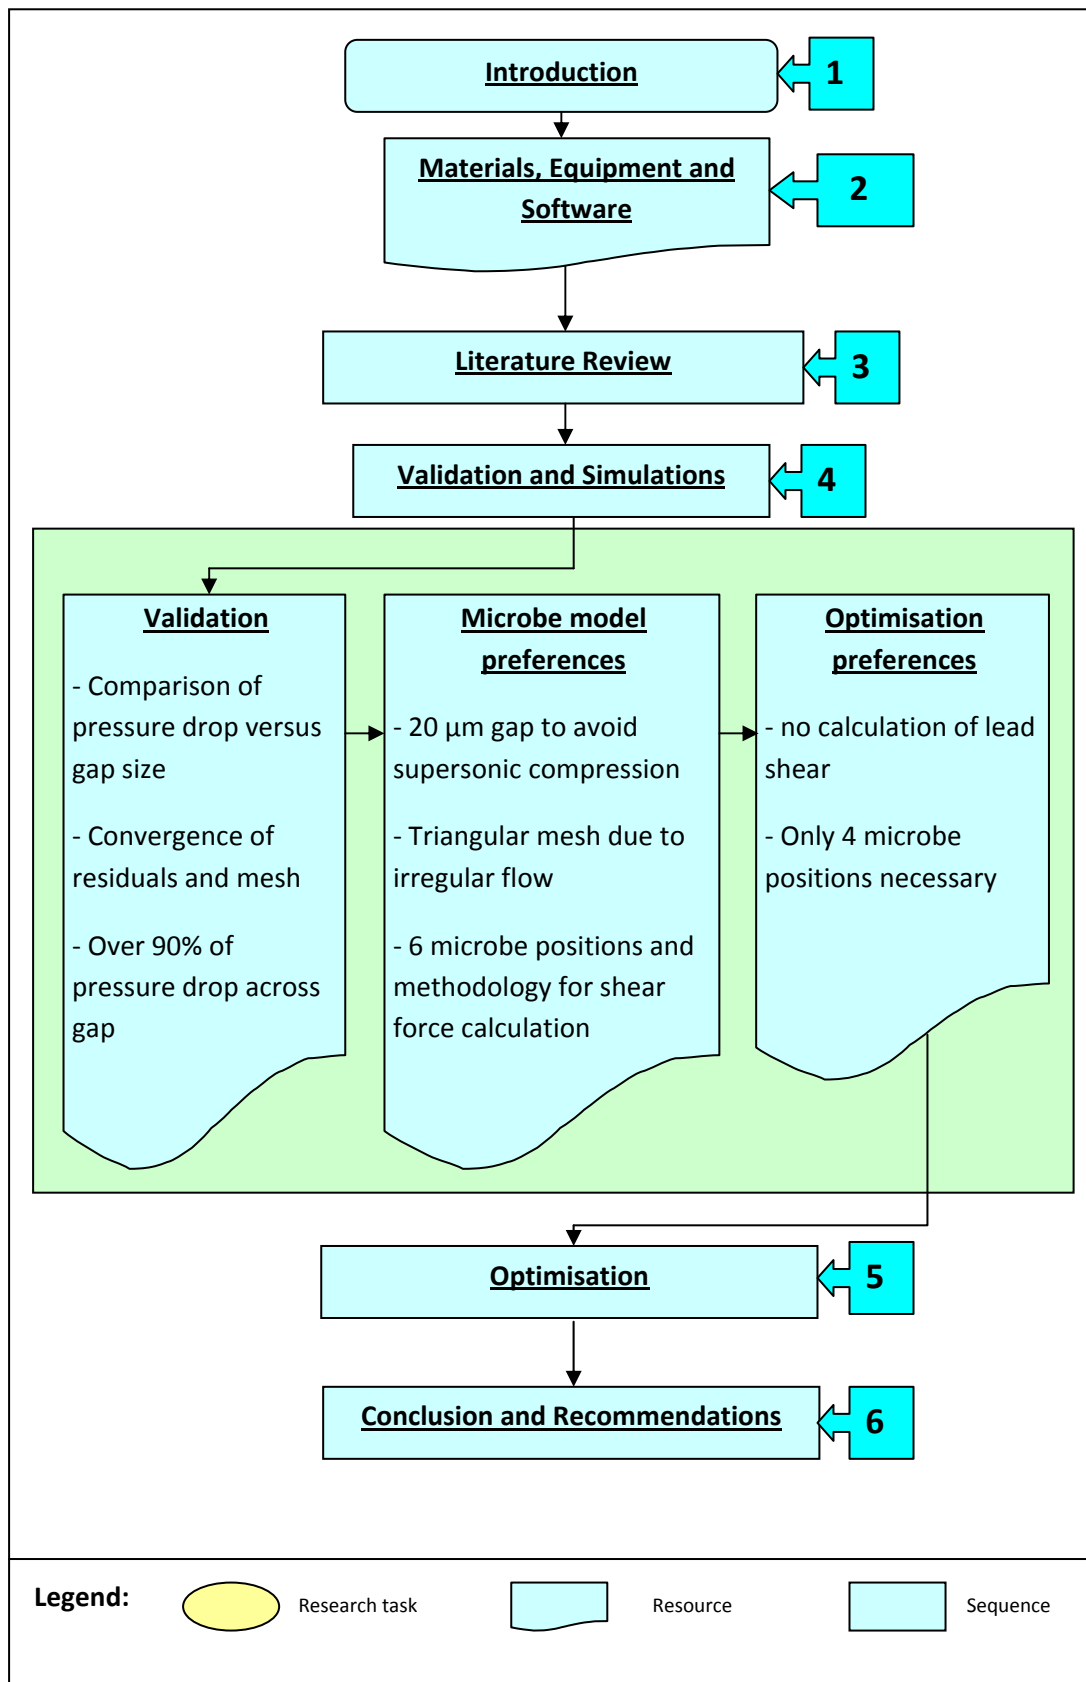 Introduction
1
Materials, Equipment and
Software
2
Literature Review
3
Validation and Simulations
4
Validation
- Comparison of
pressure drop versus
gap size
- Convergence of
residuals and mesh
- Over 90% of
pressure drop across
gap
Microbe model
preferences
- 20 µm gap to avoid
supersonic compression
- Triangular mesh due to
irregular flow
- 6 microbe positions and
methodology for shear
force calculation
Optimisation
preferences
- no calculation of lead
shear
- Only 4 microbe
positions necessary
Optimisation
5
Conclusion and Recommendations
6
Legend:
Research task
Resource
Sequence